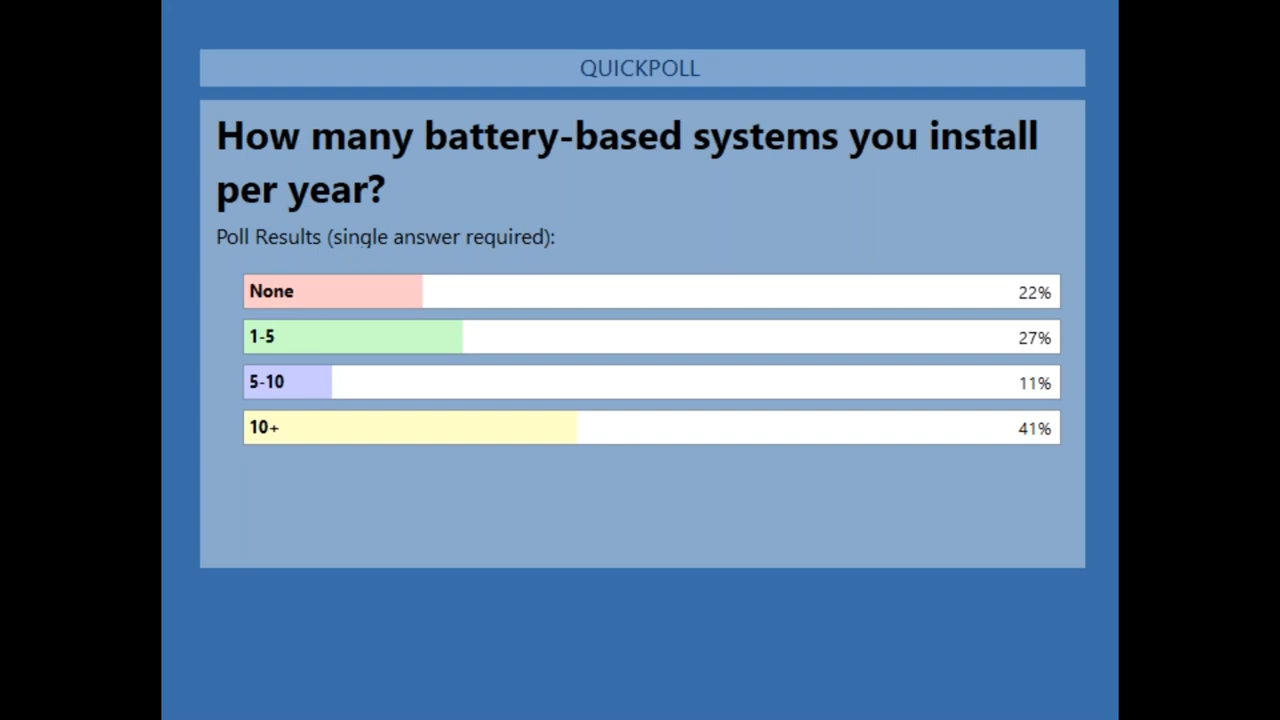 QUICKPOLL
How many battery-based systems you install
per year?
Poll Results (single answer required):
None 22%
1-5 27%
5-10 11%
10+ 41%